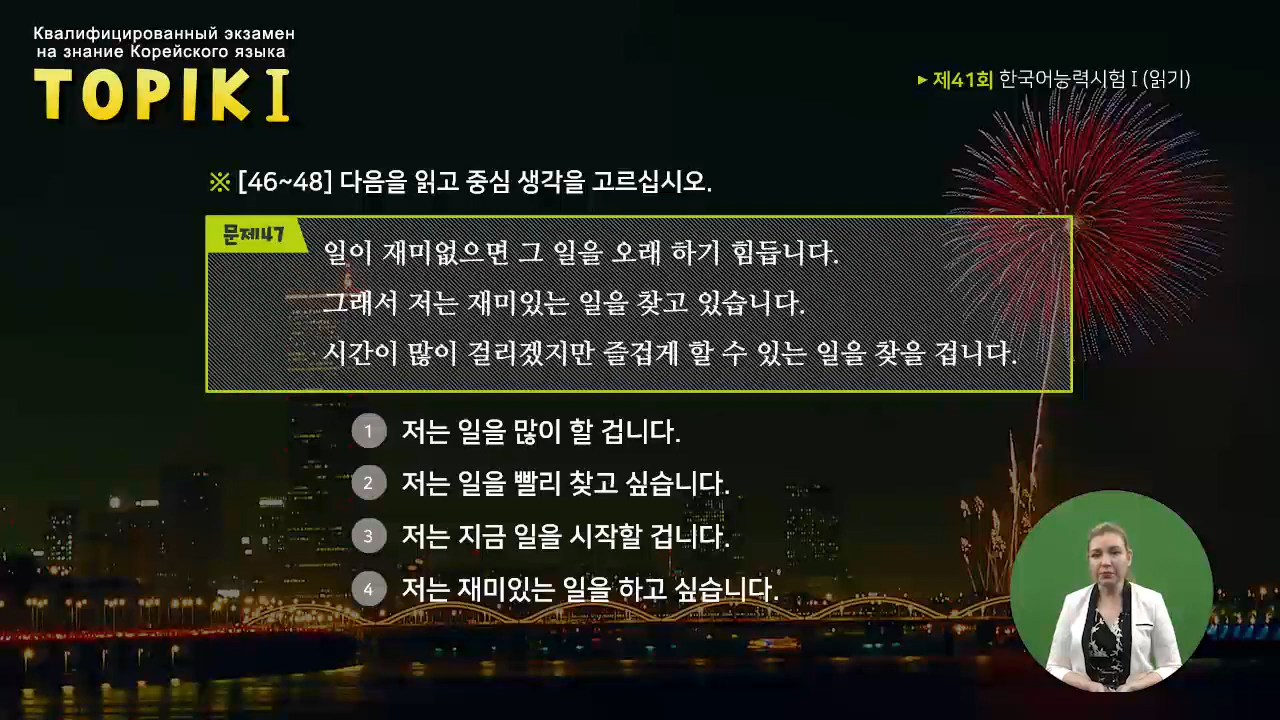 Квалифицированный экзамен
на знание Корейского языка
TOPIK I
▸ 제41회 한국어능력시험 I (읽기)
※ [46~48] 다음을 읽고 중심 생각을 고르십시오.
문제47
일이 재미없으면 그 일을 오래 하기 힘듭니다.
그래서 저는 재미있는 일을 찾고 있습니다.
시간이 많이 걸리겠지만 즐겁게 할 수 있는 일을 찾을 겁니다.
1 저는 일을 많이 할 겁니다.
2 저는 일을 빨리 찾고 싶습니다.
3 저는 지금 일을 시작할 겁니다.
4 저는 재미있는 일을 하고 싶습니다.